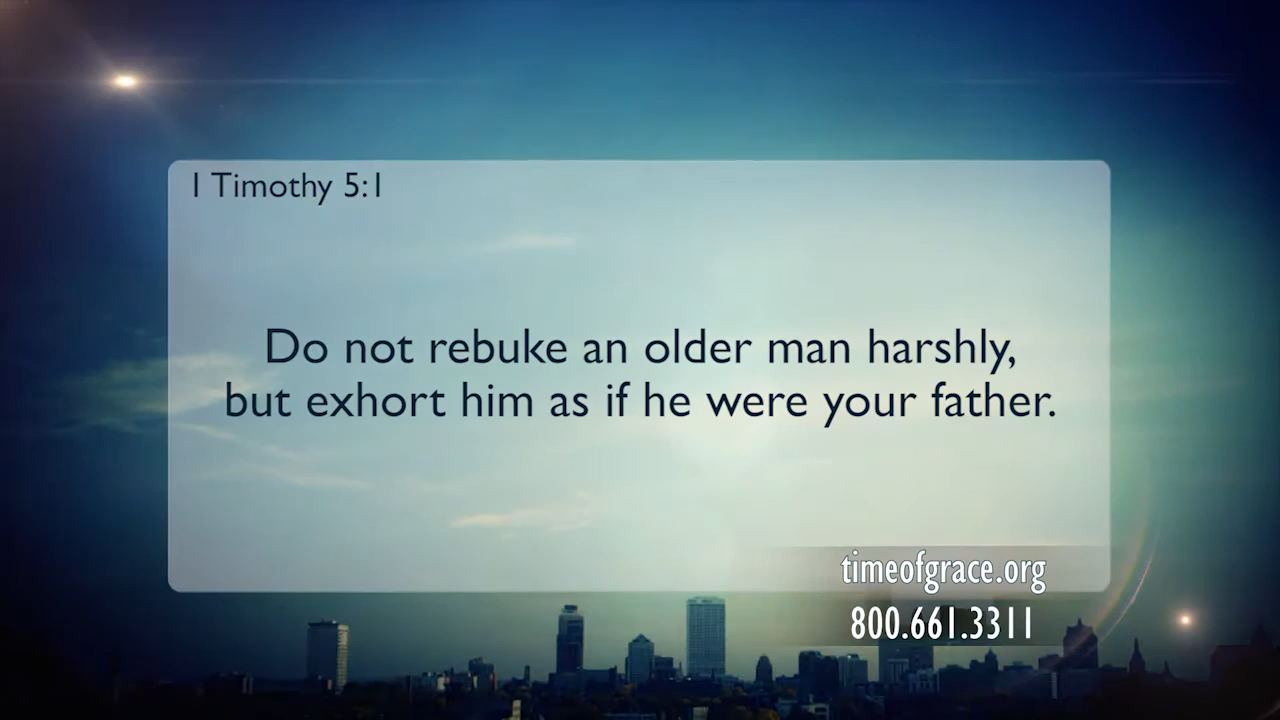 1 Timothy 5:1
Do not rebuke an older man harshly,
but exhort him as if he were your father.
timeofgrace.org
800.661.3311